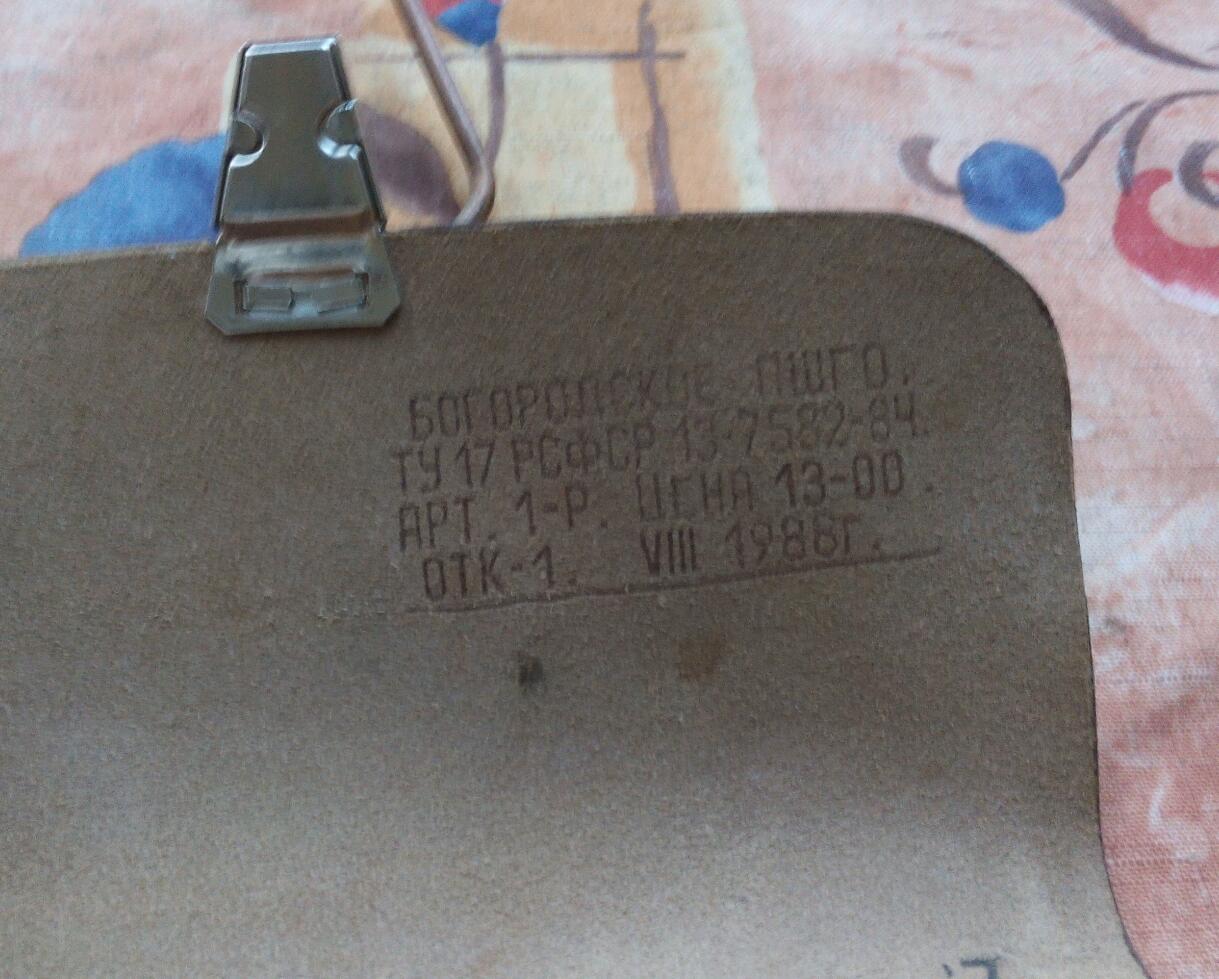 БОГОРОДСКОЕ ПШГО.
ТУ 17 РСФСР 13-7582-84.
АРТ. 1-Р. ЦЕНА 13-00.
ОТК-1. VIII 1988Г.